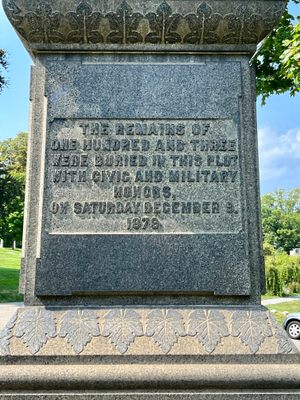 THE REMAINS OF
ONE HUNDRED AND THREE
WERE BURIED IN THIS PLOT
WITH CIVIC AND MILITARY
HONORS,
ON SATURDAY DECEMBER 9,
1876.